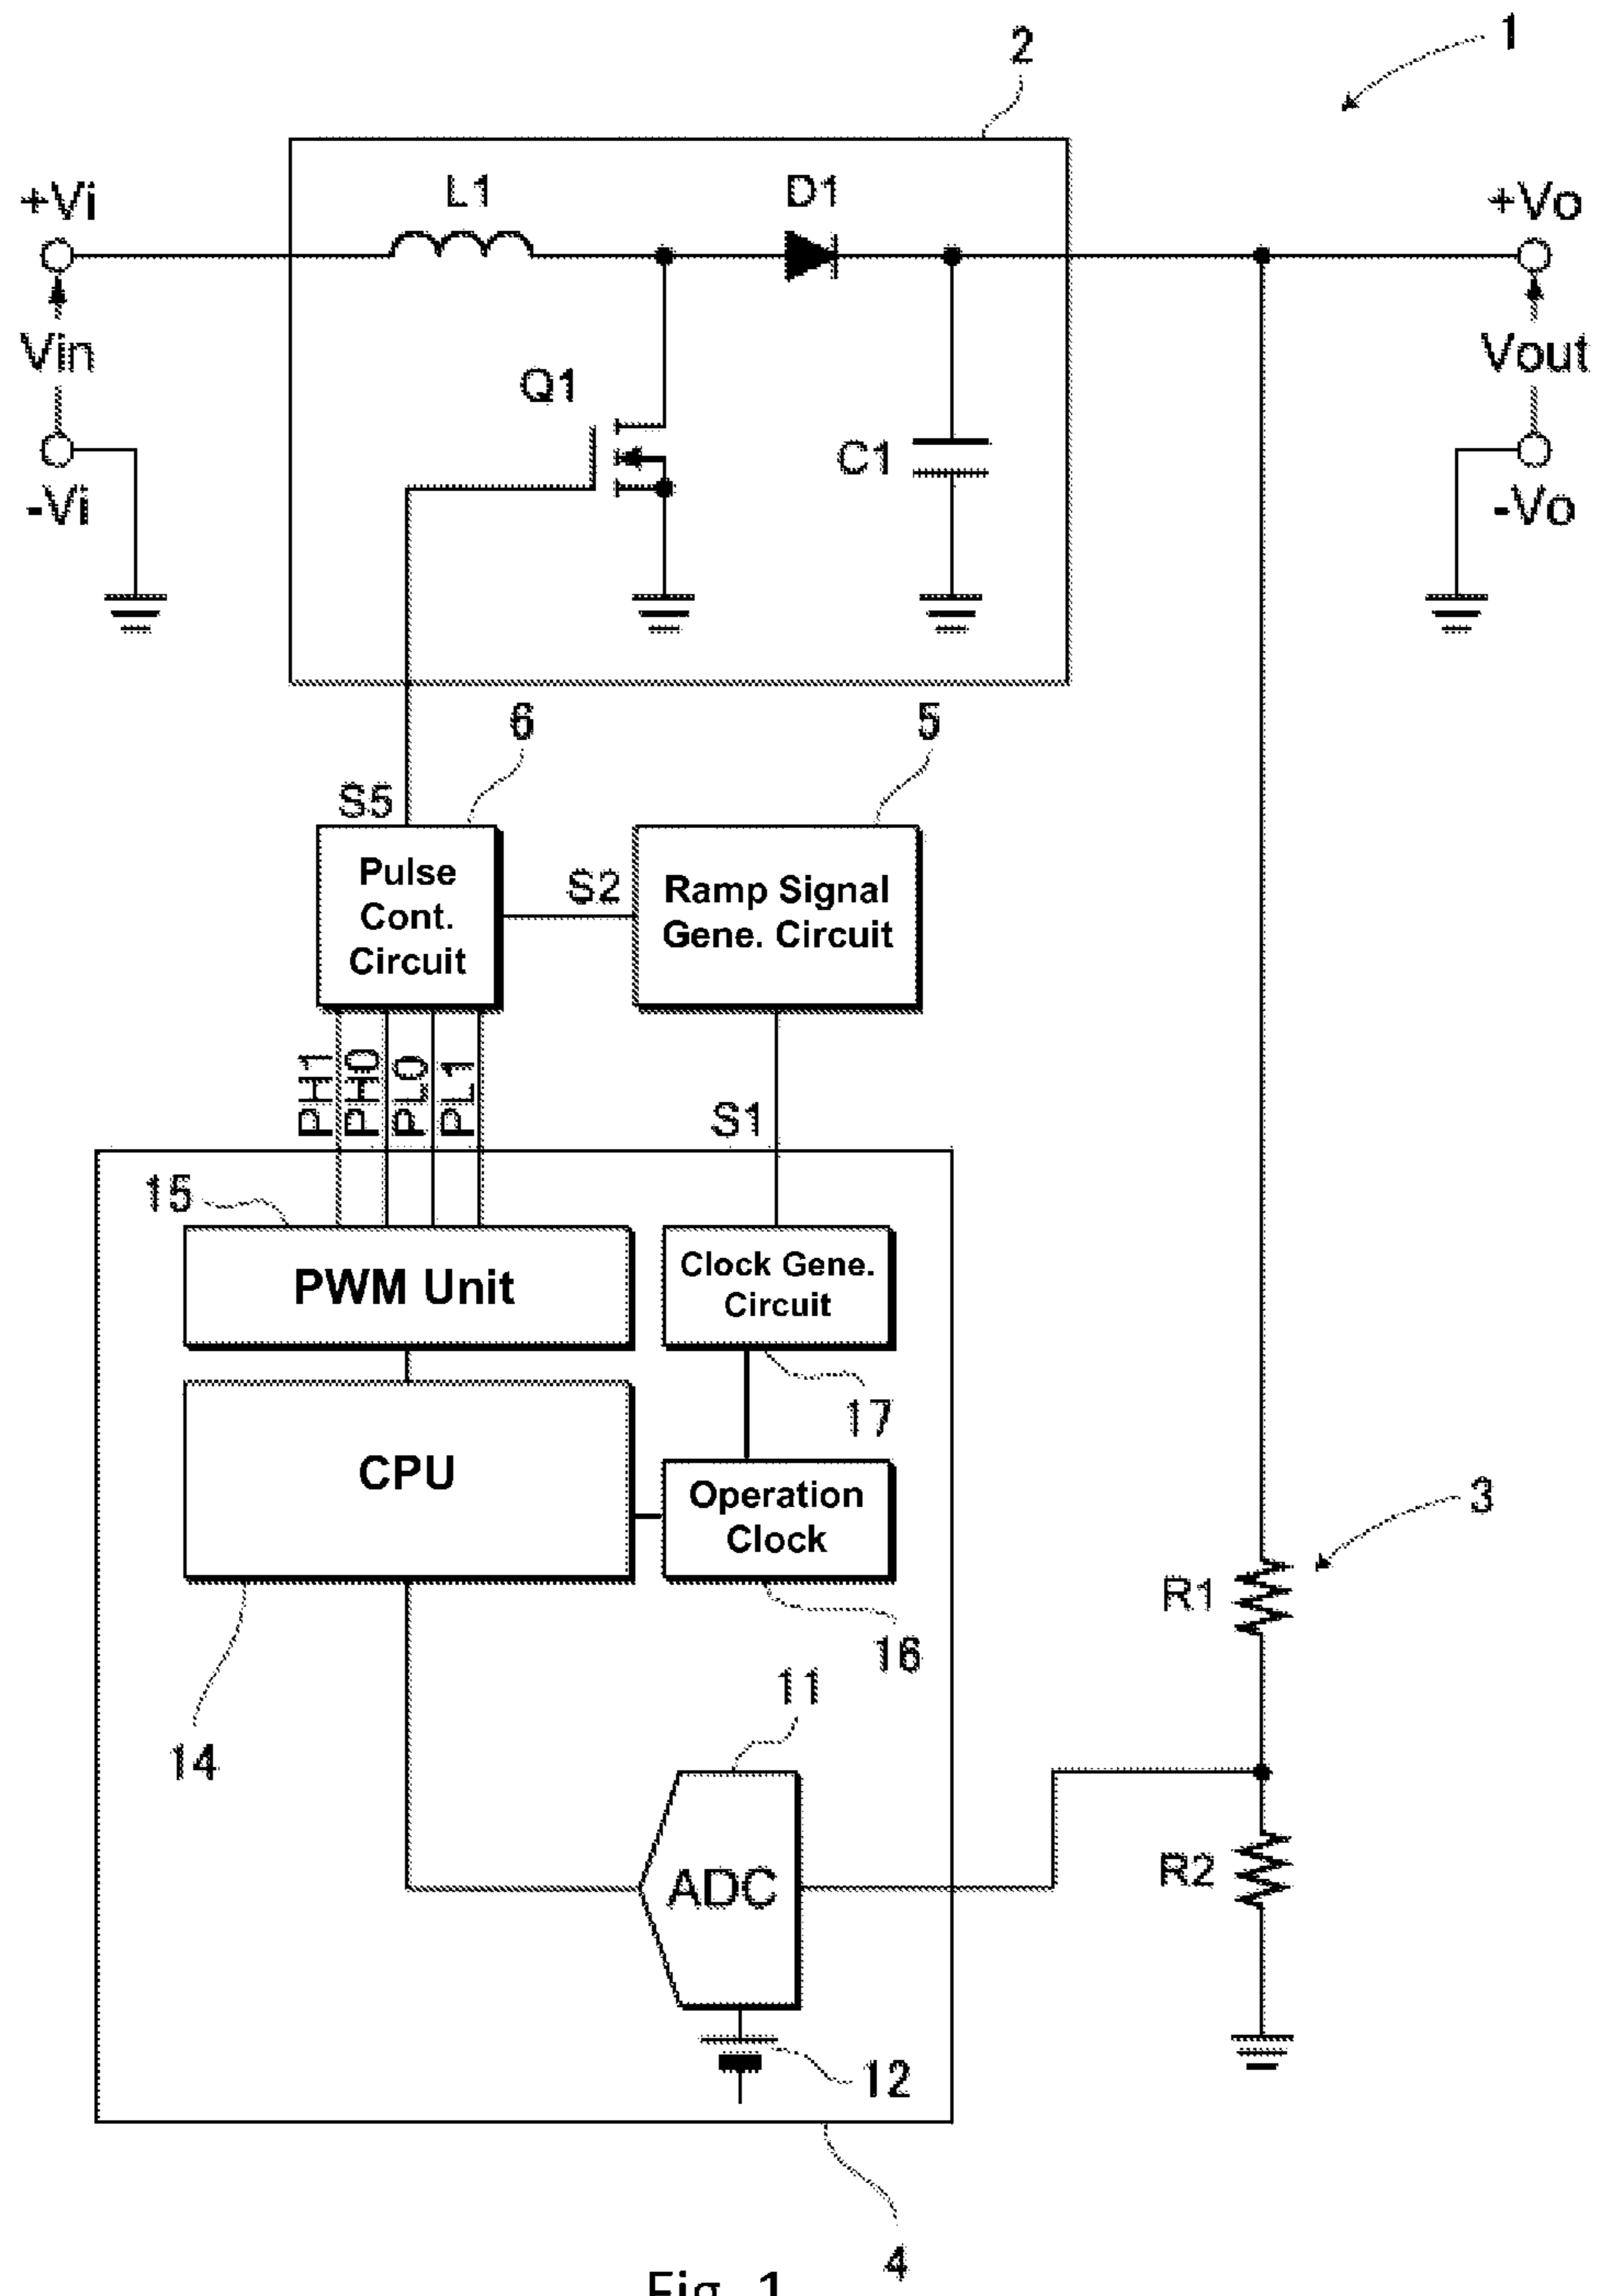 1
2
+Vi
L1
D1
+Vo
Vin
Q1
C1
Vout
-Vi
-Vo
6
5
S5
Pulse
Cont.
Circuit
S2
Ramp Signal
Gene. Circuit
PH1
PH0
PL0
PL1
S1
15
PWM Unit
Clock Gene.
Circuit
17
CPU
Operation
Clock
3
R1
16
11
14
ADC
R2
12
4
Fig. 1